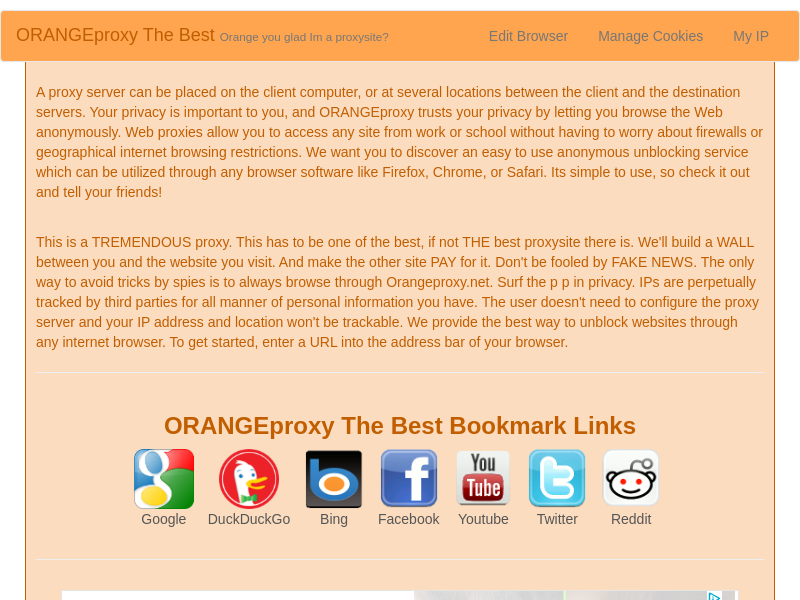 ORANGEproxy The Best Orange you glad Im a proxysite? Edit Browser Manage Cookies My IP
A proxy server can be placed on the client computer, or at several locations between the client and the destination
servers. Your privacy is important to you, and ORANGEproxy trusts your privacy by letting you browse the Web
anonymously. Web proxies allow you to access any site from work or school without having to worry about firewalls or
geographical internet browsing restrictions. We want you to discover an easy to use anonymous unblocking service
which can be utilized through any browser software like Firefox, Chrome, or Safari. Its simple to use, so check it out
and tell your friends!
This is a TREMENDOUS proxy. This has to be one of the best, if not THE best proxysite there is. We'll build a WALL
between you and the website you visit. And make the other site PAY for it. Don't be fooled by FAKE NEWS. The only
way to avoid tricks by spies is to always browse through Orangeproxy.net. Surf the p p in privacy. IPs are perpetually
tracked by third parties for all manner of personal information you have. The user doesn't need to configure the proxy
server and your IP address and location won't be trackable. We provide the best way to unblock websites through
any internet browser. To get started, enter a URL into the address bar of your browser.
ORANGEproxy The Best Bookmark Links
You
Tube
Google DuckDuckGo Bing Facebook Youtube Twitter Reddit